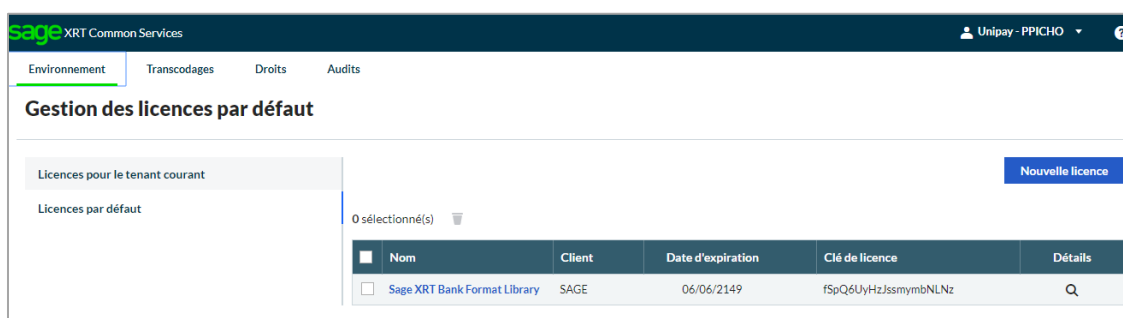 sage XRT Common Services Unipay - PPICHO
Environnement Transcodages Droits Audits
Gestion des licences par défaut
Licences pour le tenant courant
Nouvelle licence
Licences par défaut
0 sélectionné(s)
Nom Client Date d'expiration Clé de licence Détails
Sage XRT Bank Format Library SAGE 06/06/2149 fSpQ6UyHzJssmymbNLNz